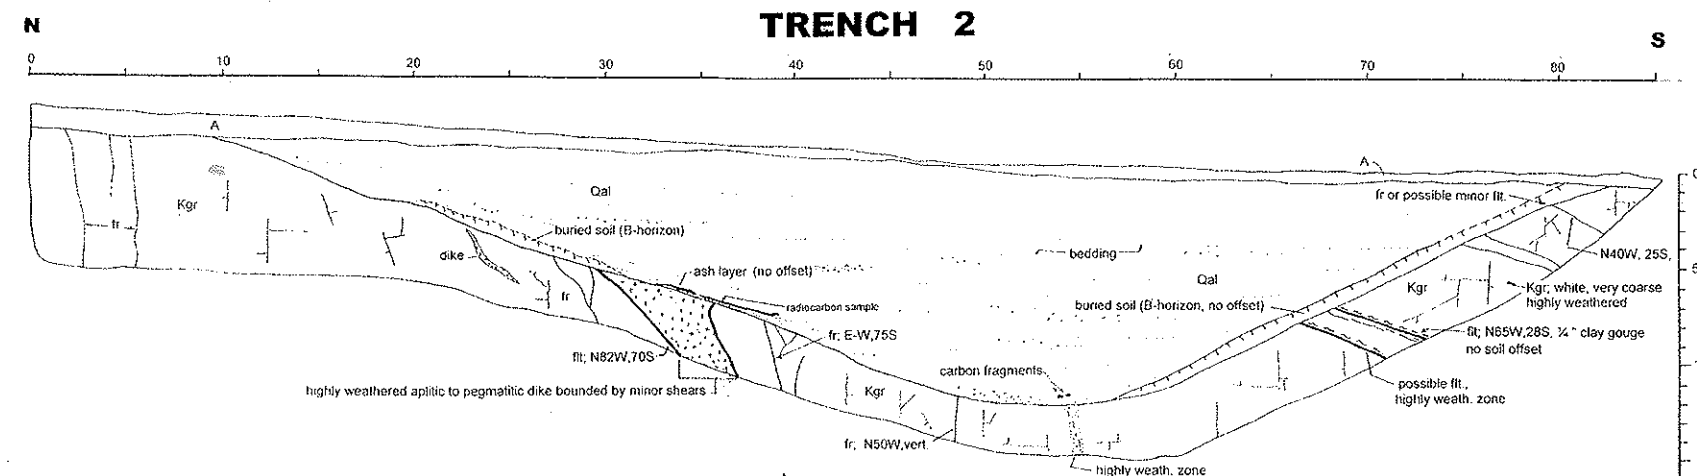 TRENCH 2
N
S
0 10 20 30 40 50 60 70 80
A
A
0
Qal
fr or possible minor flt.
Kgr
fr
buried soil (B-horizon)
bedding
N40W, 25S,
dike
ash layer (no offset)
5
Qal
Kgr
Kgr; white, very coarse
highly weathered
fr
radiocarbon sample
buried soil (B-horizon, no offset)
fr; E-W,75S
flt; N65W,28S, ¼" clay gouge
no soil offset
flt; N82W,70S
carbon fragments
possible flt.,
highly weath. zone
highly weathered aplitic to pegmatitic dike bounded by minor shears
Kgr
fr; N50W,vert.
highly weath. zone